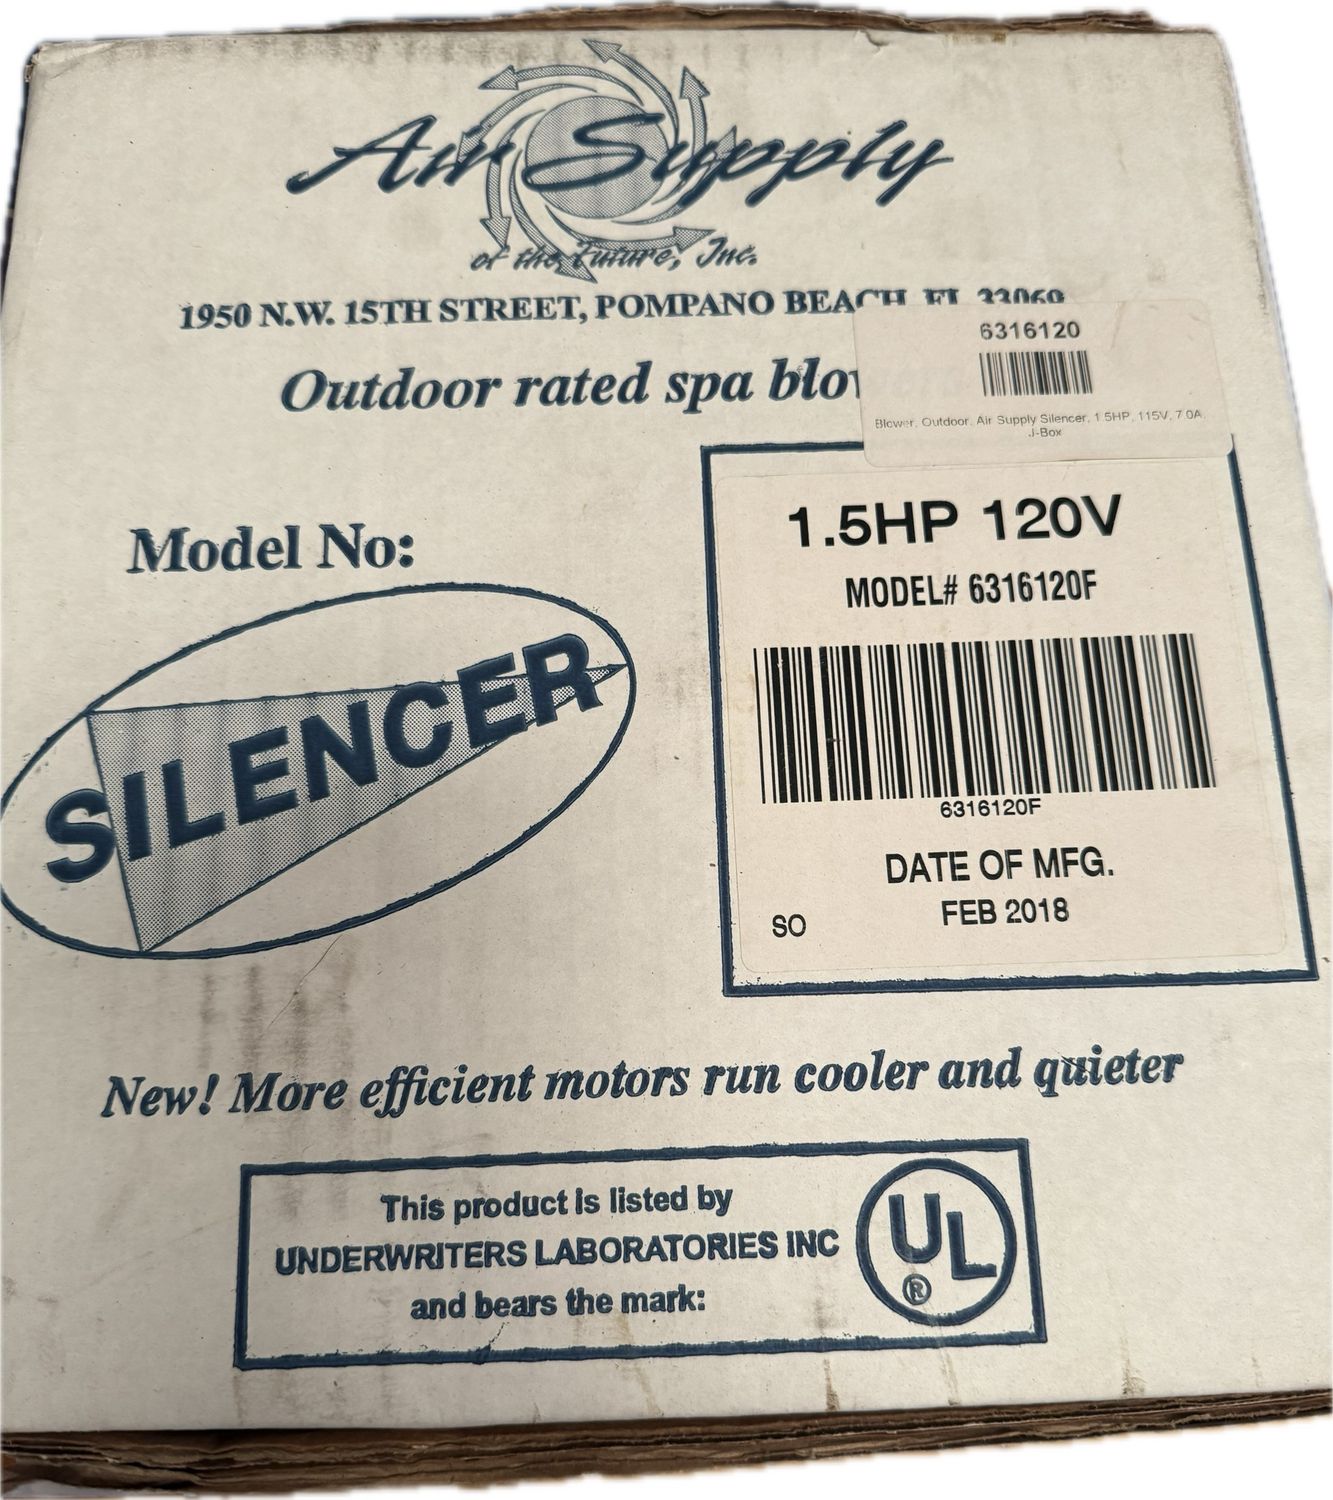 Air Supply
of the Future, Inc.
1950 N.W. 15TH STREET, POMPANO BEACH, FL 33069
6316120
Outdoor rated spa
Blower, Outdoor, Air Supply Silencer, 1.5HP, 115V, 7.0A,
J-Box
1.5HP 120V
Model No:
MODEL# 6316120F
SILENCER
6316120F
DATE OF MFG.
FEB 2018
SO
New! More efficient motors run cooler and quieter
This product is listed by
UNDERWRITERS LABORATORIES INC
and bears the mark:
UL
®